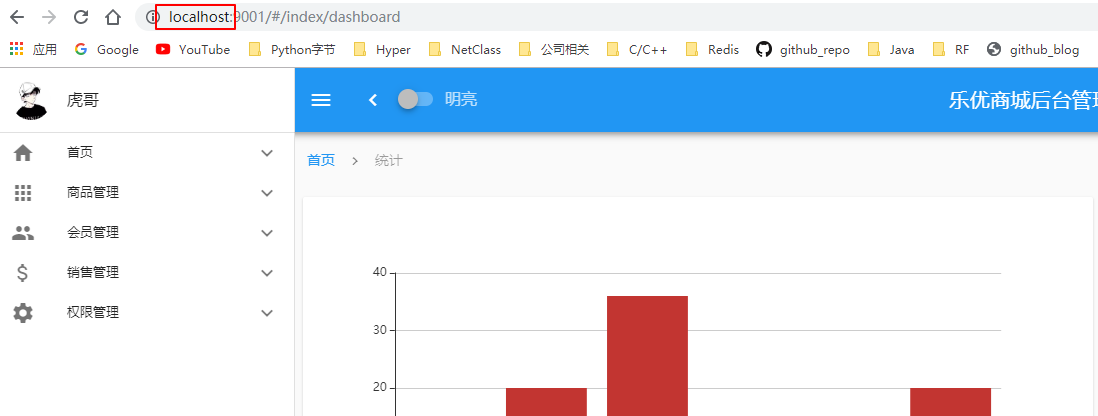 localhost:9001/#/index/dashboard
应用 Google YouTube Python字节 Hyper NetClass 公司相关 C/C++ Redis github_repo Java RF github_blog
虎哥 明亮 乐优商城后台管理
首页
首页 统计
商品管理
会员管理
销售管理
权限管理
40
30
20